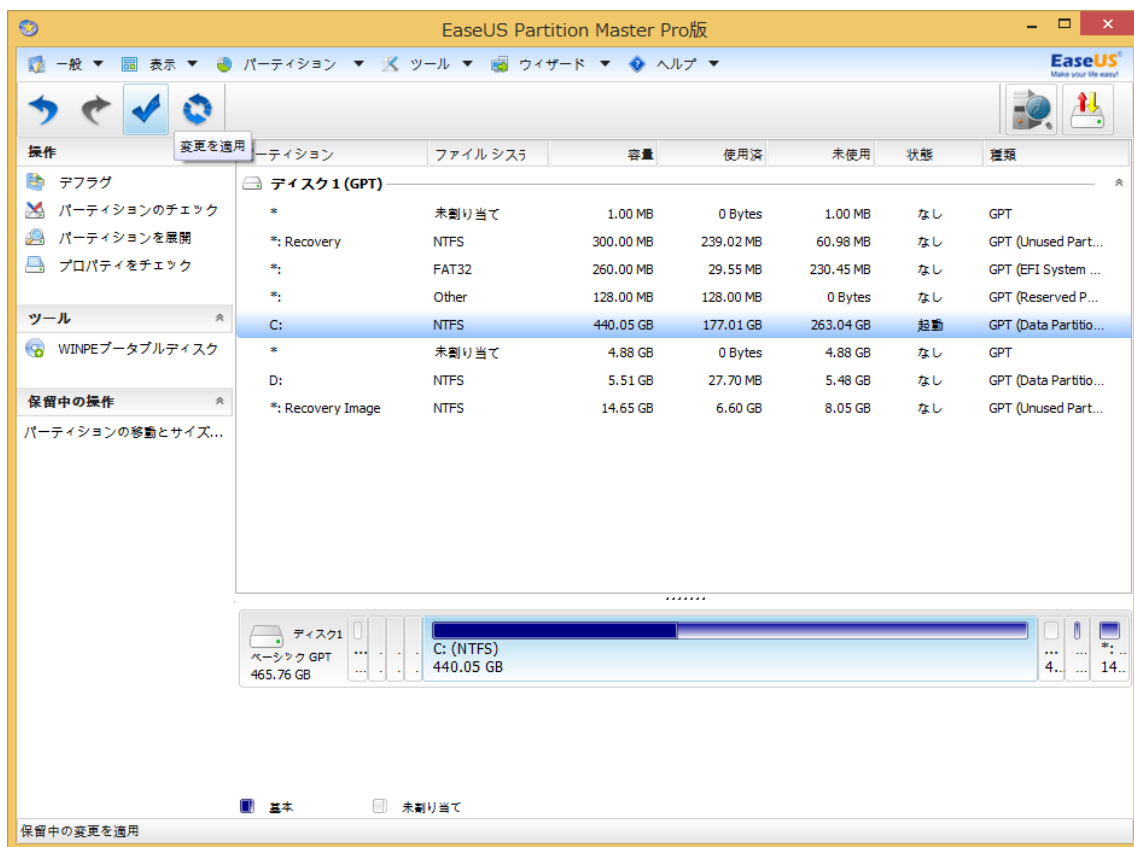 EaseUS Partition Master Pro版
一般 表示 パーティション ツール ウィザード ヘルプ
EaseUS
Make your life easy!
変更を適用
操作
デフラグ
パーティションのチェック
パーティションを展開
プロパティをチェック
ツール
WINPEブータブルディスク
保留中の操作
パーティションの移動とサイズ...
ーティション ファイル シスラ 容量 使用済 未使用 状態 種類
ディスク 1 (GPT)
* 未割り当て 1.00 MB 0 Bytes 1.00 MB なし GPT
*: Recovery NTFS 300.00 MB 239.02 MB 60.98 MB なし GPT (Unused Part...
*: FAT32 260.00 MB 29.55 MB 230.45 MB なし GPT (EFI System ...
*: Other 128.00 MB 128.00 MB 0 Bytes なし GPT (Reserved P...
C: NTFS 440.05 GB 177.01 GB 263.04 GB 起動 GPT (Data Partitio...
* 未割り当て 4.88 GB 0 Bytes 4.88 GB なし GPT
D: NTFS 5.51 GB 27.70 MB 5.48 GB なし GPT (Data Partitio...
*: Recovery Image NTFS 14.65 GB 6.60 GB 8.05 GB なし GPT (Unused Part...
ディスク1
ベーシック GPT
465.76 GB
C: (NTFS)
440.05 GB
...
4..
...
...
*: ..
14..
基本 未割り当て
保留中の変更を適用